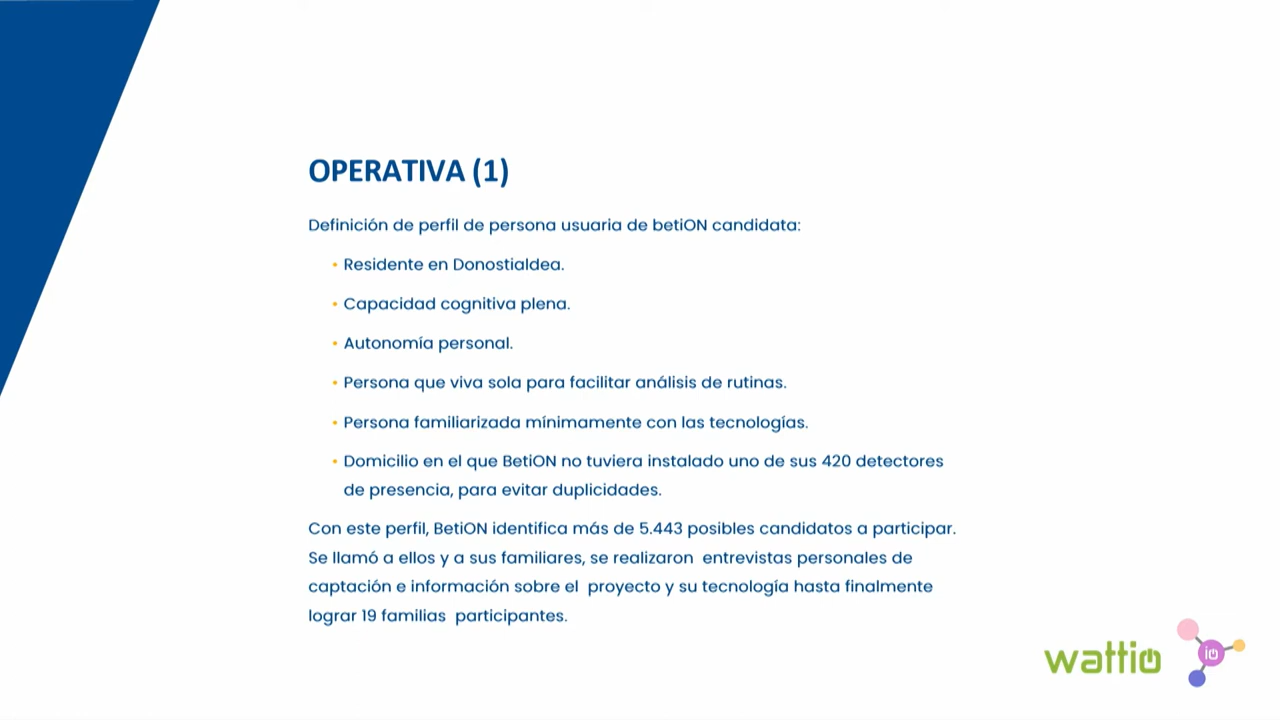 OPERATIVA (1)
Definición de perfil de persona usuaria de betiON candidata:
• Residente en Donostialdea.
• Capacidad cognitiva plena.
• Autonomía personal.
• Persona que viva sola para facilitar análisis de rutinas.
• Persona familiarizada mínimamente con las tecnologías.
• Domicilio en el que BetiON no tuviera instalado uno de sus 420 detectores
de presencia, para evitar duplicidades.
Con este perfil, BetiON identifica más de 5.443 posibles candidatos a participar.
Se llamó a ellos y a sus familiares, se realizaron entrevistas personales de
captación e información sobre el proyecto y su tecnología hasta finalmente
lograr 19 familias participantes.
wattio